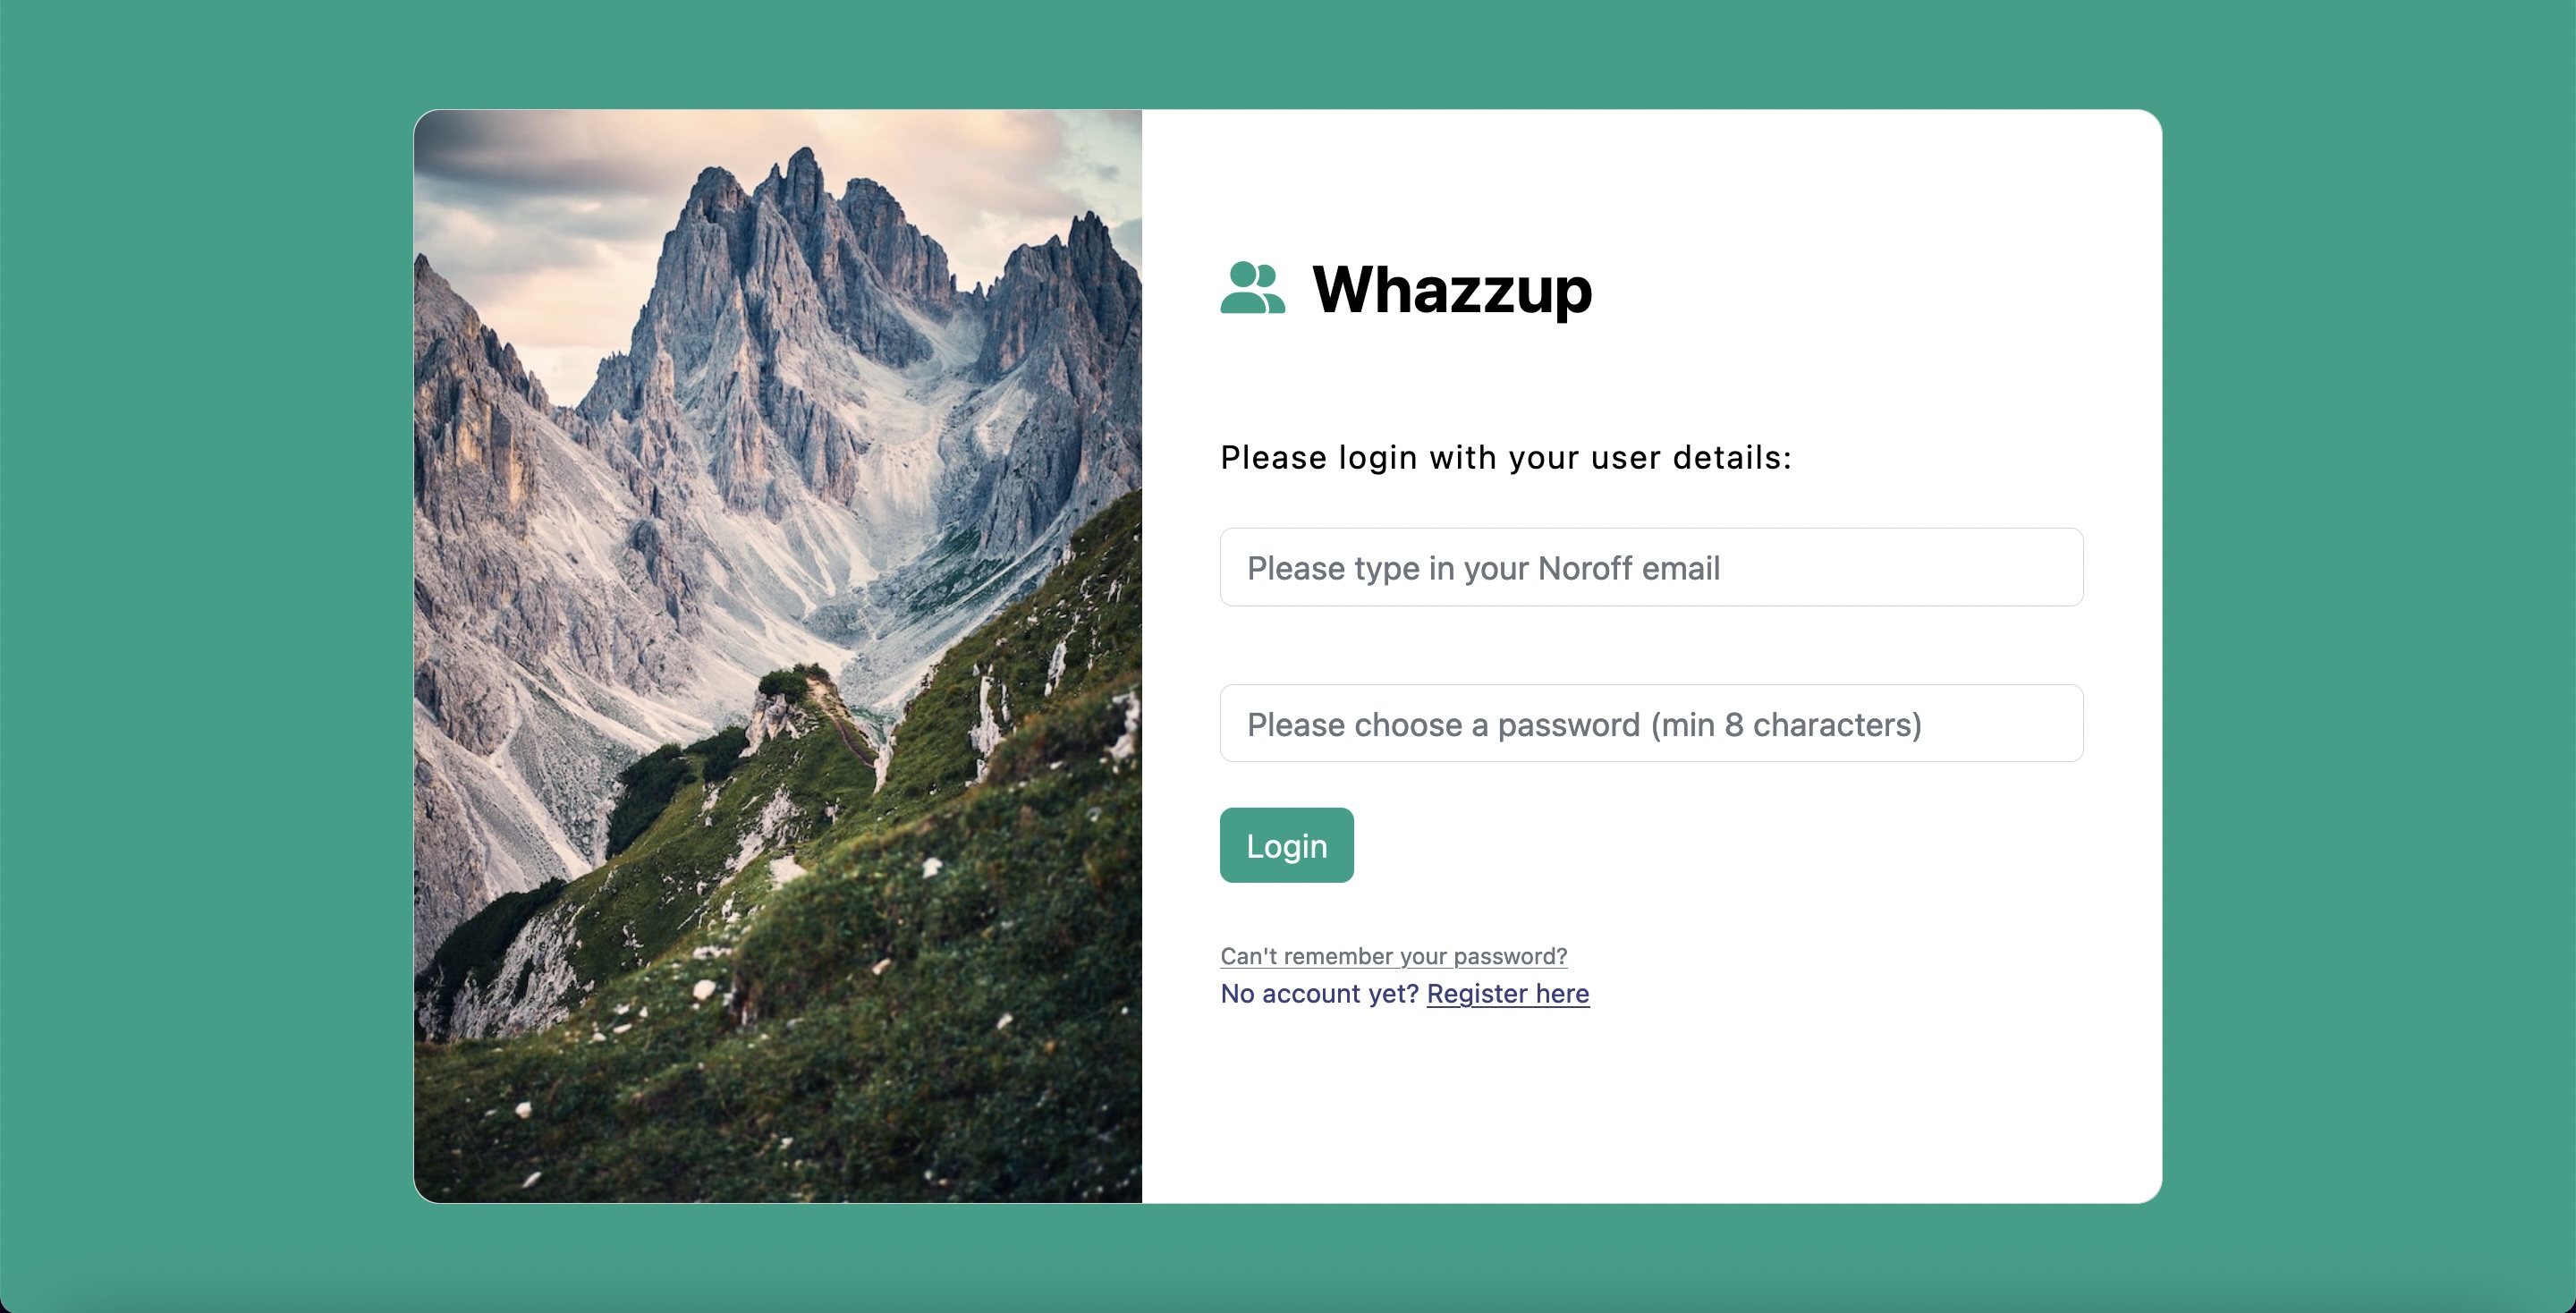 Whazzup
Please login with your user details:
Please type in your Noroff email
Please choose a password (min 8 characters)
Login
Can't remember your password?
No account yet? Register here